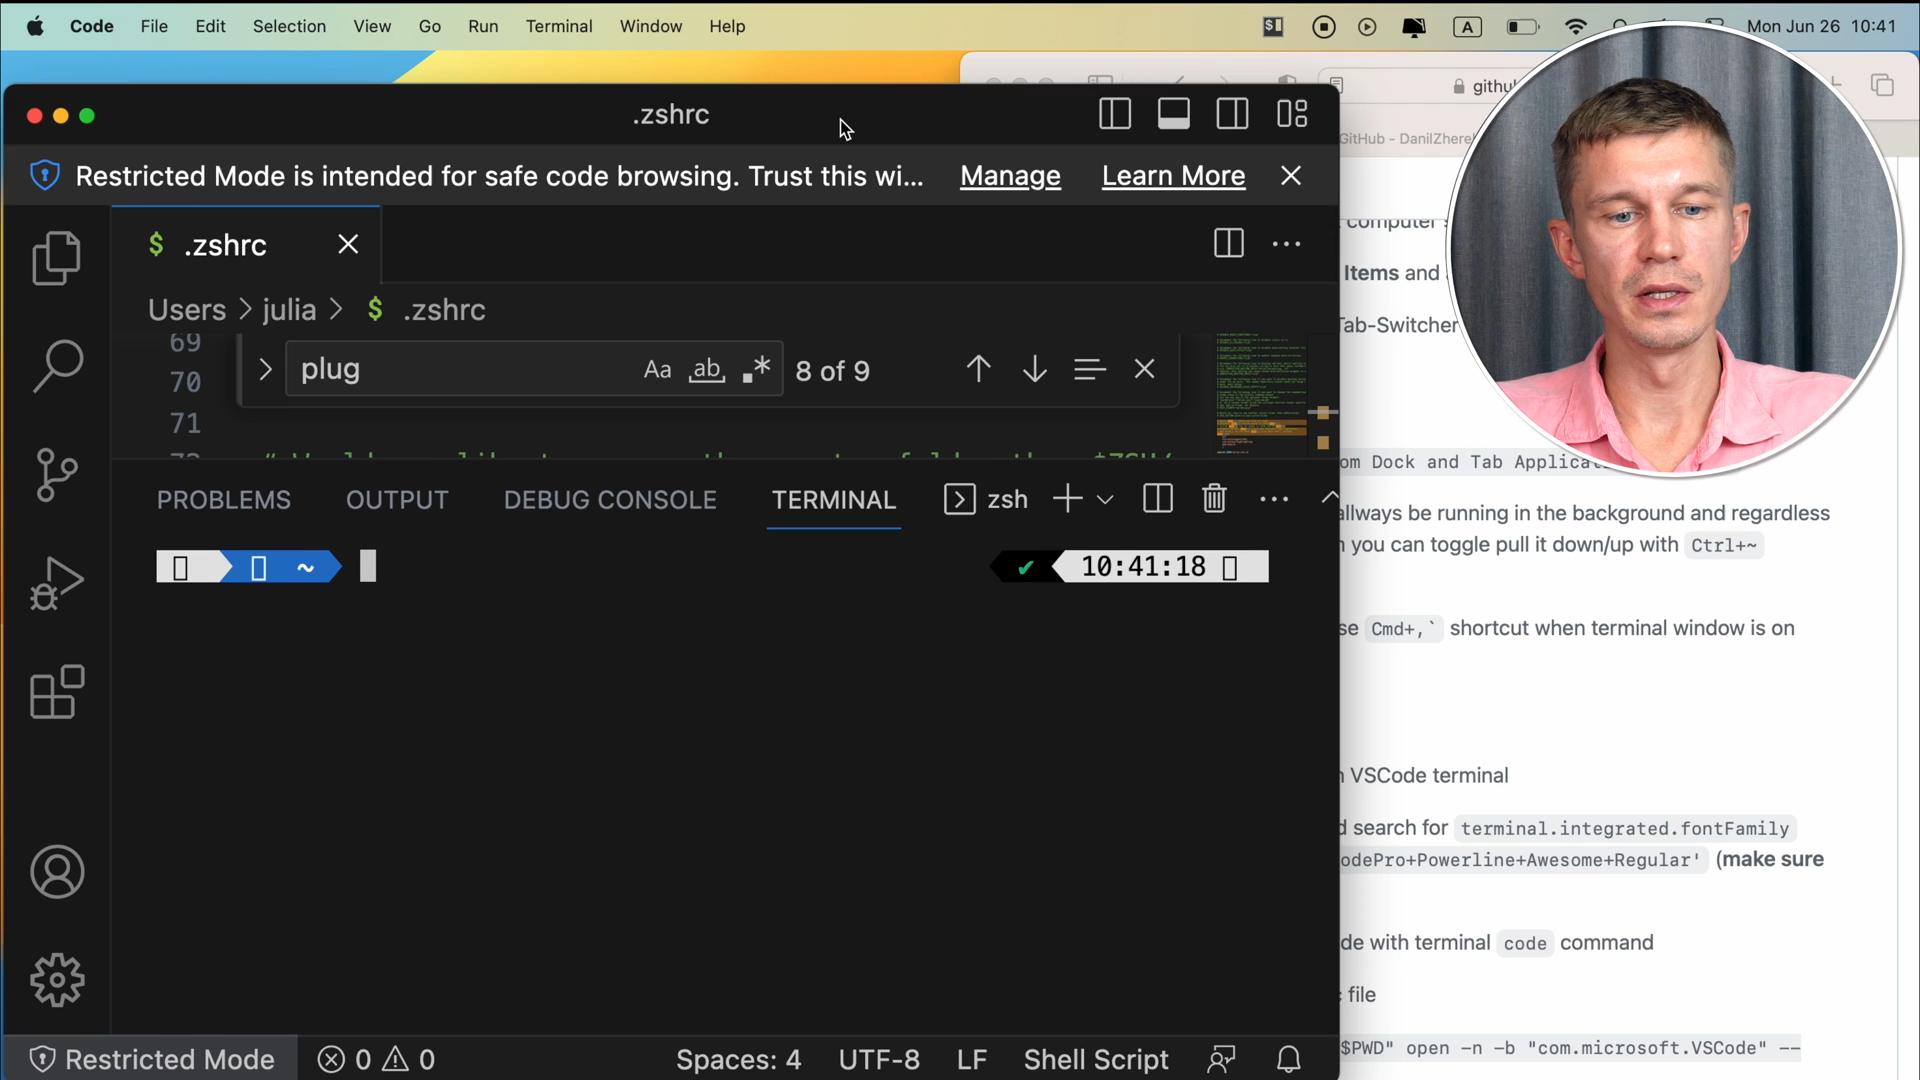 Code File Edit Selection View Go Run Terminal Window Help
A Mon Jun 26 10:41
.zshrc
Restricted Mode is intended for safe code browsing. Trust this wi... Manage Learn More
$ .zshrc
Users > julia > $ .zshrc
69
70
71
plug Aa ab .* 8 of 9
PROBLEMS OUTPUT DEBUG CONSOLE TERMINAL zsh
~ ✔ 10:41:18
Restricted Mode 0 0 Spaces: 4 UTF-8 LF Shell Script
GitHub - DanilZhere
computer
Items and
Tab-Switcher
om Dock and Tab
allways be running in the background and regardless
you can toggle pull it down/up with Ctrl+~
se Cmd+,` shortcut when terminal window is on
VSCode terminal
search for terminal.integrated.fontFamily
odePro+Powerline+Awesome+Regular' (make sure
de with terminal code command
file
$PWD" open -n -b "com.microsoft.VSCode" --